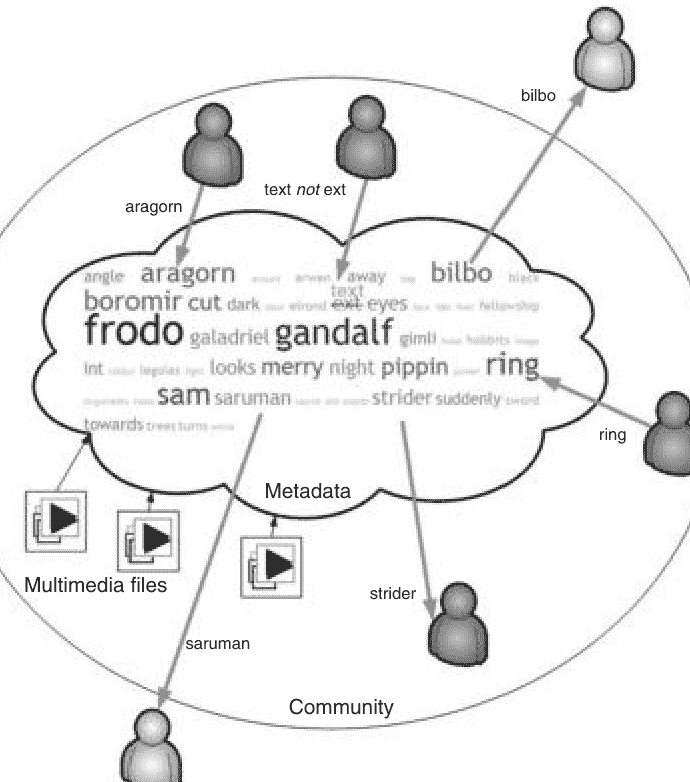 bilbo
text not ext
aragorn
angle aragorn arwen away bilbo black
text
boromir cut dark elrond ext eyes fellowship
frodo galadriel gandalf gimli hobbits
int legolas looks merry night pippin ring
sam saruman strider suddenly sword
towards trees turns
ring
Metadata
Multimedia files
strider
saruman
Community